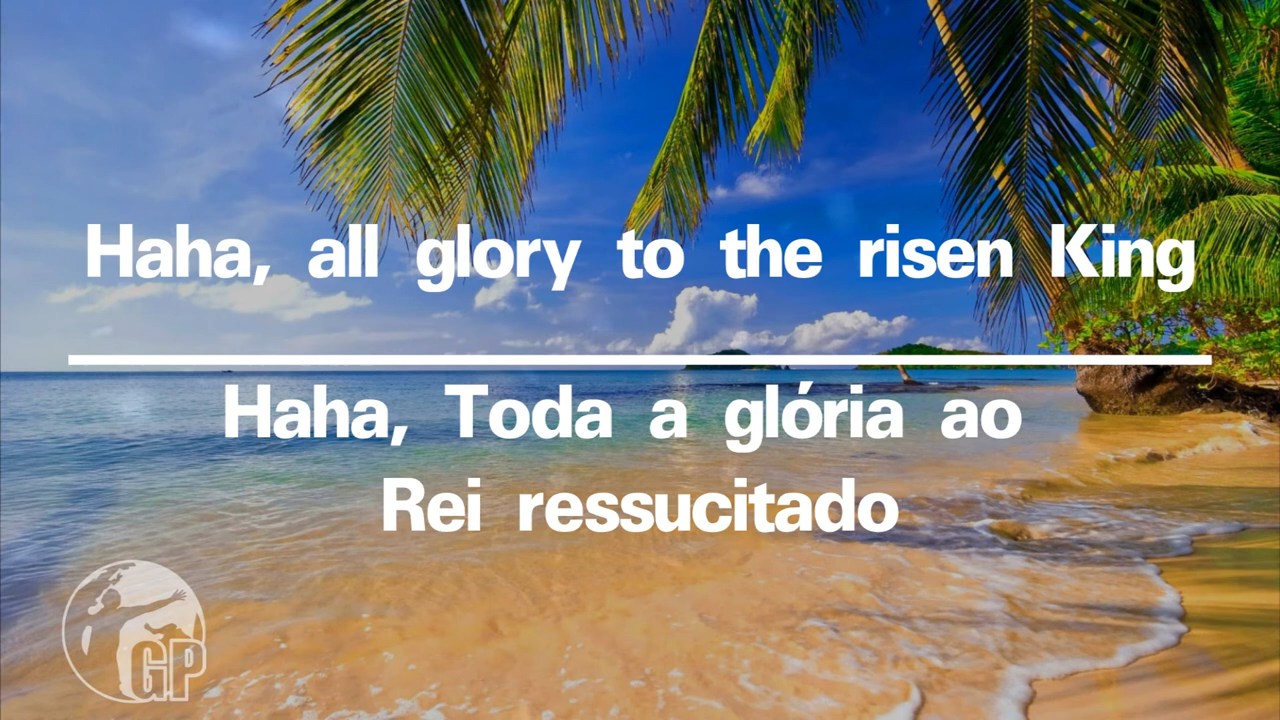 Haha, all glory to the risen King
Haha, Toda a glória ao
Rei ressucitado
GP